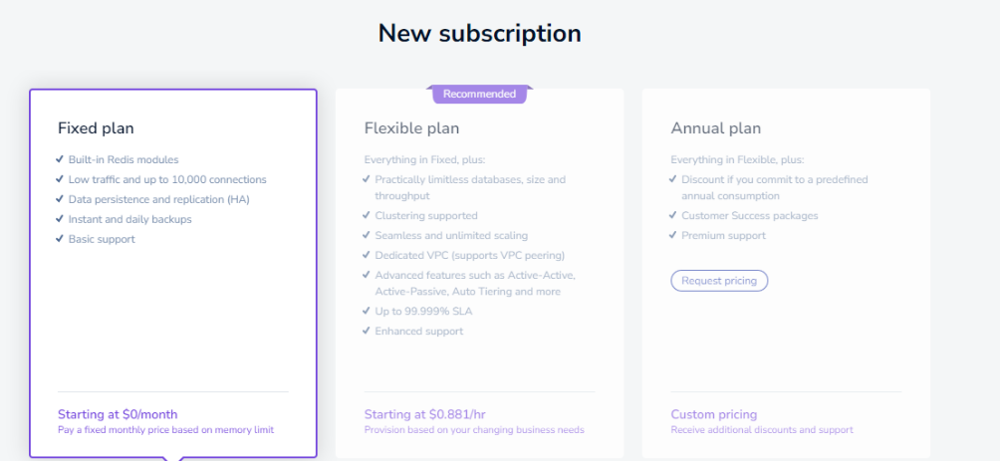 New subscription
Fixed plan
Built-in Redis modules
Low traffic and up to 10,000 connections
Data persistence and replication (HA)
Instant and daily backups
Basic support
Starting at $0/month
Pay a fixed monthly price based on memory limit
Recommended
Flexible plan
Everything in Fixed, plus:
Practically limitless databases, size and
throughput
Clustering supported
Seamless and unlimited scaling
Dedicated VPC (supports VPC peering)
Advanced features such as Active-Active,
Active-Passive, Auto Tiering and more
Up to 99.999% SLA
Enhanced support
Starting at $0.881/hr
Provision based on your changing business needs
Annual plan
Everything in Flexible, plus:
Discount if you commit to a predefined
annual consumption
Customer Success packages
Premium support
Request pricing
Custom pricing
Receive additional discounts and support